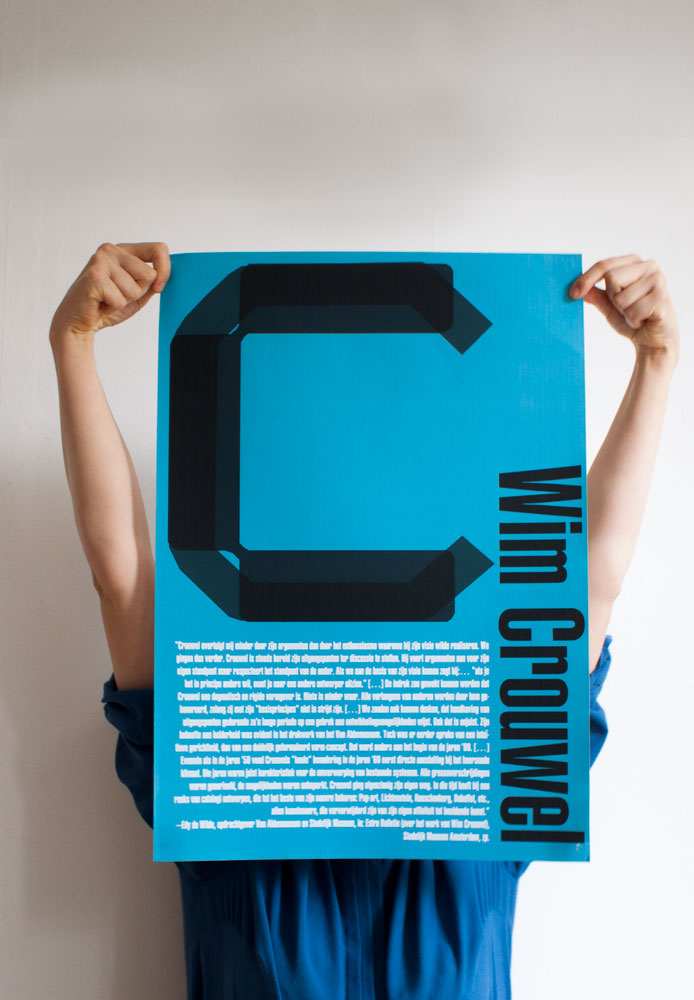 C
Wim Crouwel
"Crouwel overtuigt mij minder door zijn argumenten dan door het enthousiasme waarmee hij zijn visie wilde realiseren. We
gingen dus verder. Crouwel is steeds bereid zijn uitgangspunten ter discussie te stellen. Hij voert argumenten aan voor zijn
eigen standpunt maar respecteert het standpunt van de ander. Als we aan de basis van zijn visie komen zegt hij: . . . "als je
het in principe anders wil, moet je naar een andere ontwerper uitzien." [ . . . ] De indruk zou gewekt kunnen worden dat
Crouwel een dogmatisch en rigide vormgever is. Niets is minder waar. Alle verlangens van anderen worden door hem ge-
honoreerd, zolang zij met zijn "basisprincipes" niet in strijd zijn. [ . . . ] We zouden ook kunnen denken, dat handhaving van
uitgangspunten gedurende zo'n lange periode op een gebrek aan ontwikkelingsmogelijkheden wijst. Ook dat is onjuist. Zijn
behoefte aan helderheid was evident in het drukwerk van het Van Abbemuseum. Toch was er eerder sprake van een intuï-
tieve gerichtheid, dan van een duidelijk geformuleerd vorm-concept. Dat werd anders aan het begin van de jaren '60. [ . . . ]
Evenals als in de jaren '50 vond Crouwels "koele" benadering in de jaren '60 eerst directe aansluiting bij het heersende
klimaat. Die jaren waren juist karakteristiek voor de omverwerping van bestaande systemen. Alle grensoverschrijdingen
waren geoorloofd, de mogelijkheden waren onbeperkt. Crouwel ging eigenzinnig zijn eigen weg. In die tijd heeft hij een
reeks van catalogi ontworpen, die tot het beste van zijn oeuvre behoren: Pop art, Lichtenstein, Rauschenberg, Dubuffet, etc.,
allen kunstenaars, die verwerwijderd zijn van zijn eigen affiniteit tot beeldende kunst."
—Edy de Wilde, opdrachtgever Van Abbemuseum en Stedelijk Museum, in: Extra Bulletin (over het werk van Wim Crouwel),
Stedelijk Museum Amsterdam, zp.